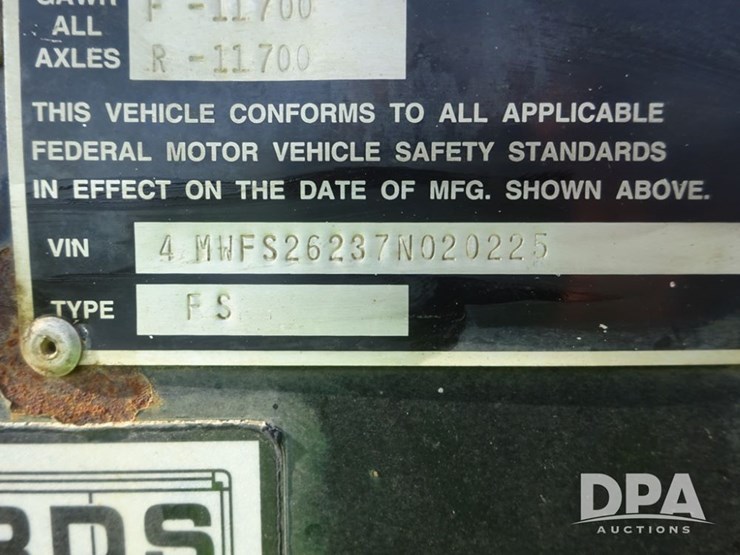 GAWR F -11700
ALL
AXLES R -11700
THIS VEHICLE CONFORMS TO ALL APPLICABLE
FEDERAL MOTOR VEHICLE SAFETY STANDARDS
IN EFFECT ON THE DATE OF MFG. SHOWN ABOVE.
VIN 4 MWFS26237N020225
TYPE FS
RDS
DPA
AUCTIONS